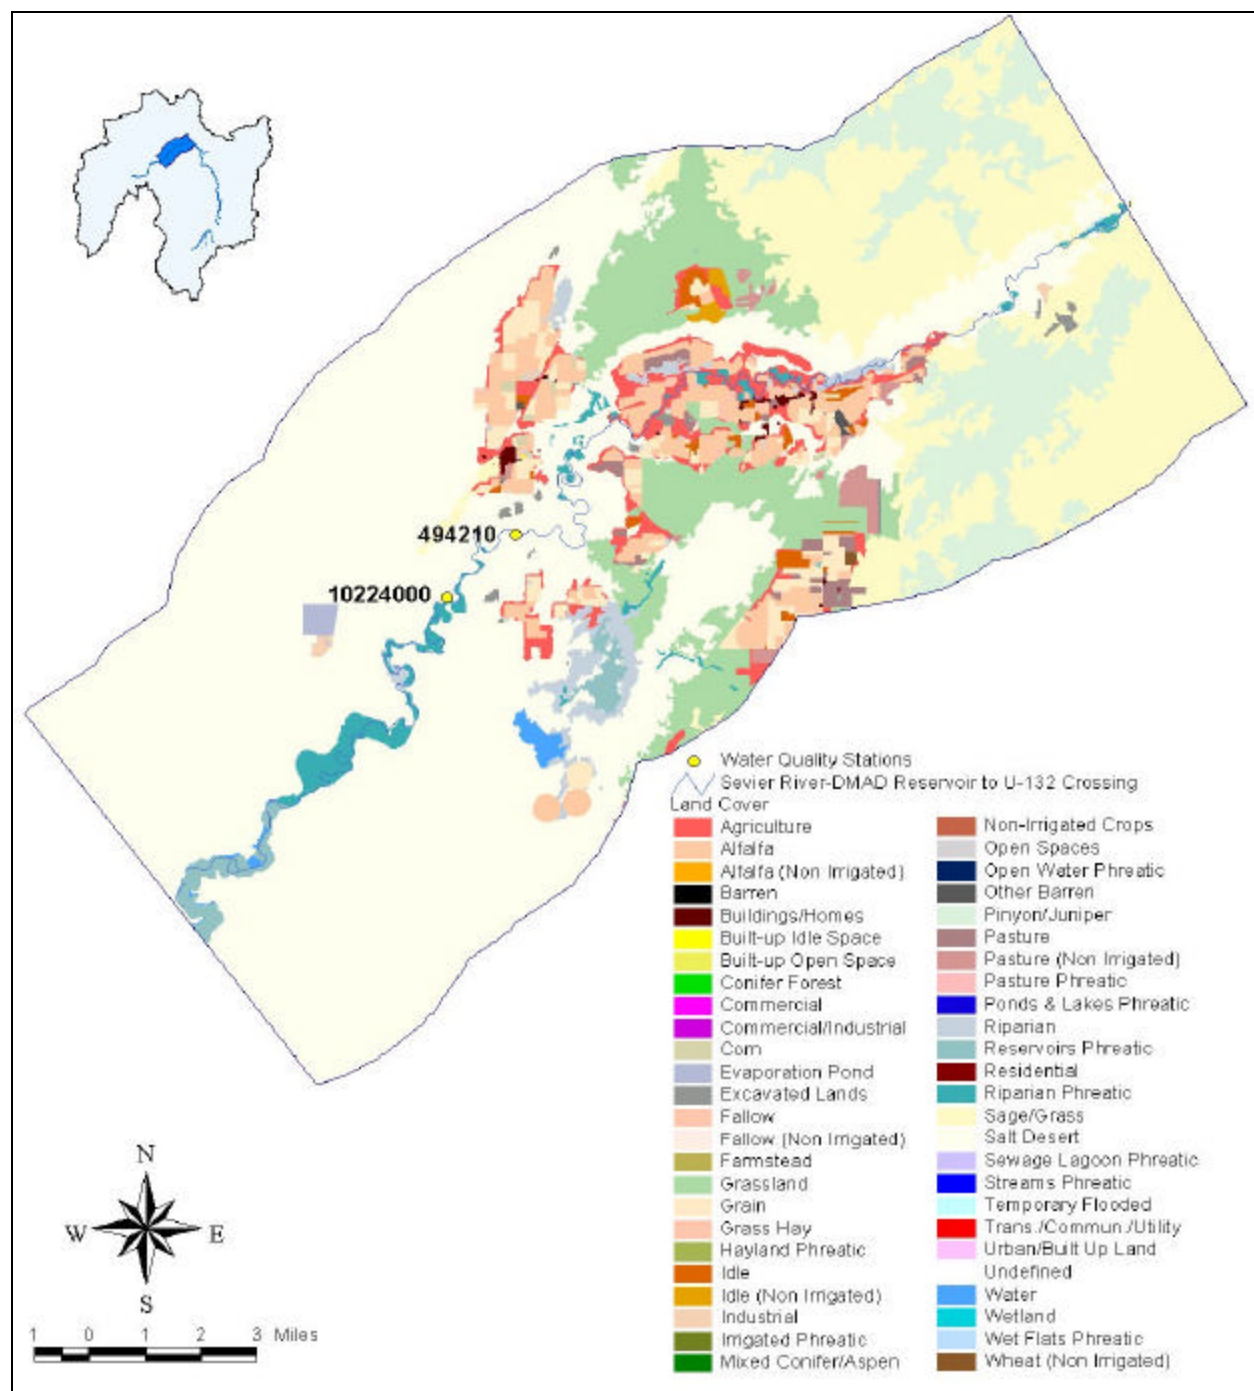 494210
10224000
Water Quality Stations
Sevier River-DMAD Reservoir to U-132 Crossing
Land Cover
Agriculture
Alfalfa
Alfalfa (Non Irrigated)
Barren
Buildings/Homes
Built-up Idle Space
Built-up Open Space
Conifer Forest
Commercial
Commercial/Industrial
Corn
Evaporation Pond
Excavated Lands
Fallow
Fallow (Non Irrigated)
Farmstead
Grassland
Grain
Grass Hay
Hayland Phreatic
Idle
Idle (Non Irrigated)
Industrial
Irrigated Phreatic
Mixed Conifer/Aspen
Non-Irrigated Crops
Open Spaces
Open Water Phreatic
Other Barren
Pinyon/Juniper
Pasture
Pasture (Non Irrigated)
Pasture Phreatic
Ponds & Lakes Phreatic
Riparian
Reservoirs Phreatic
Residential
Riparian Phreatic
Sage/Grass
Salt Desert
Sewage Lagoon Phreatic
Streams Phreatic
Temporary Flooded
Trans./Commun./Utility
Urban/Built Up Land
Undefined
Water
Wetland
Wet Flats Phreatic
Wheat (Non Irrigated)
N
W E
S
1 0 1 2 3 Miles